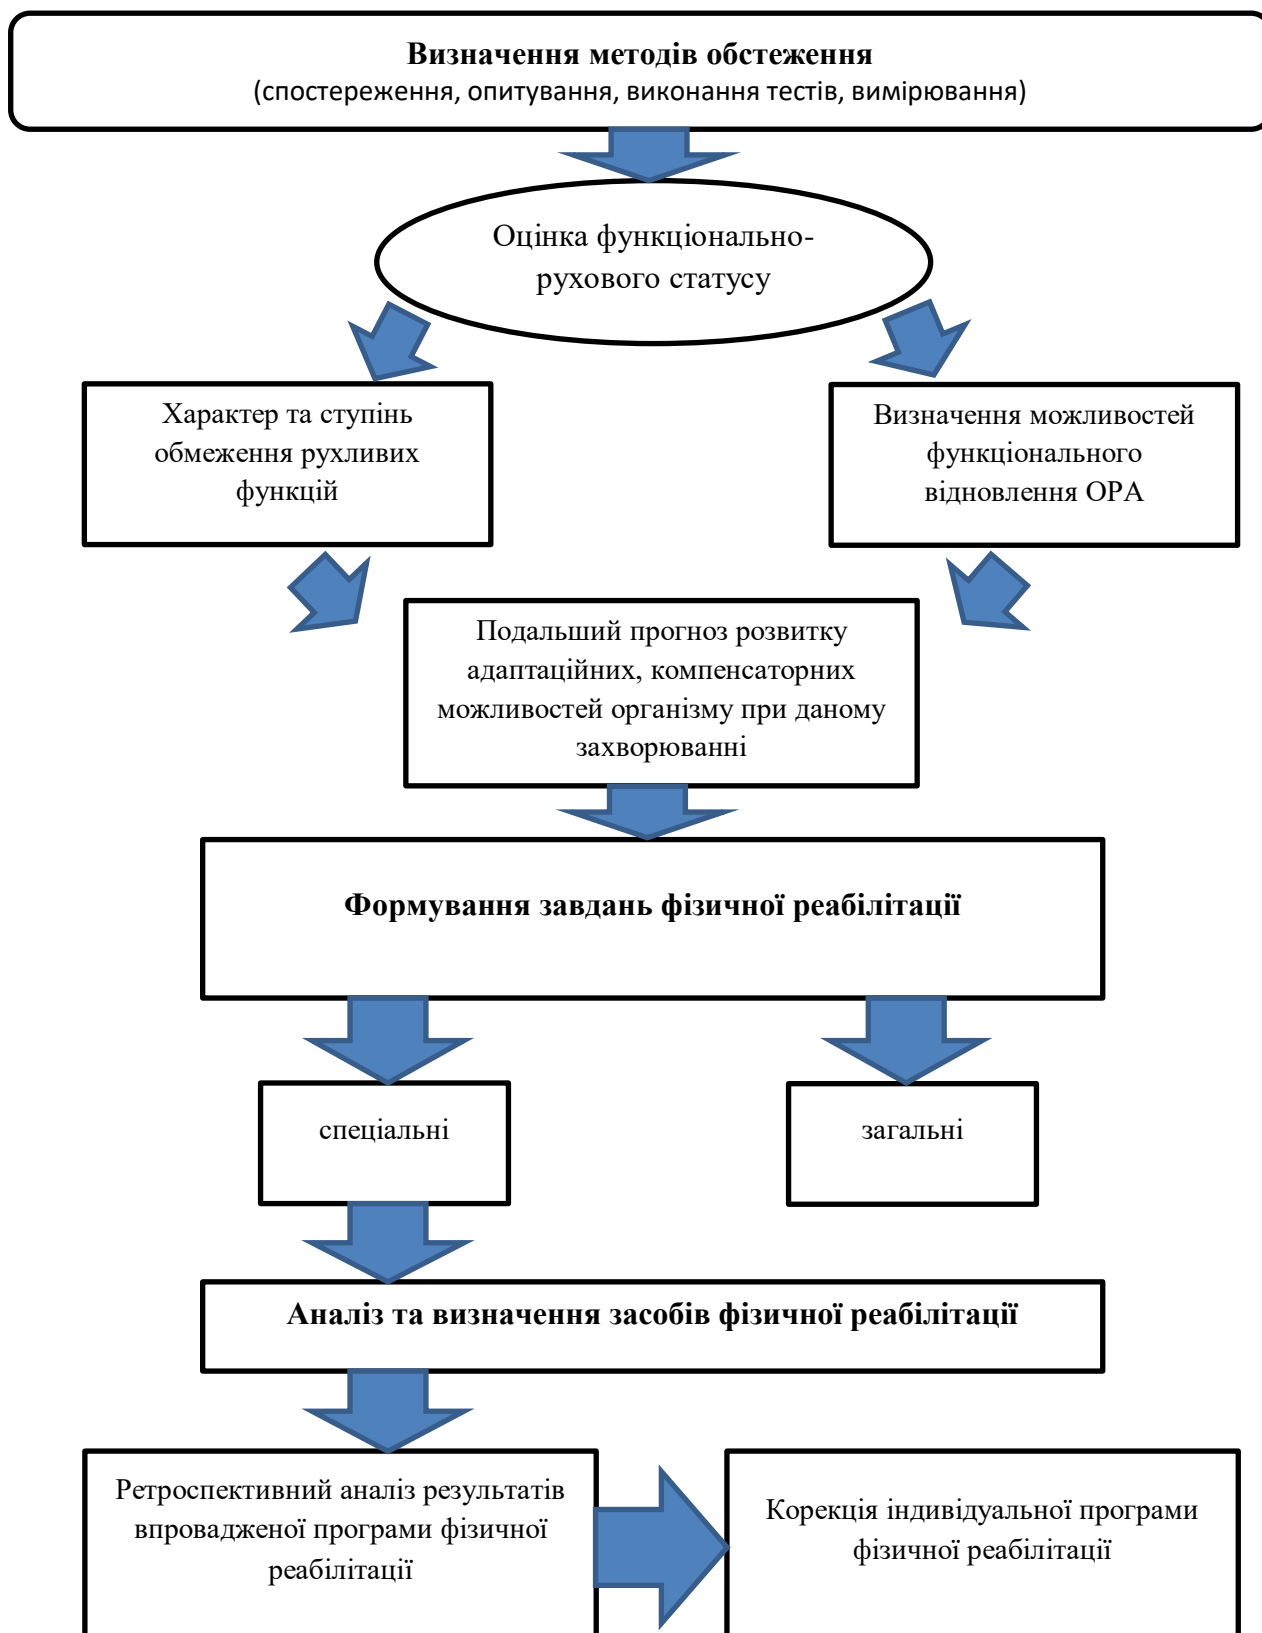 Визначення методів обстеження
(спостереження, опитування, виконання тестів, вимірювання)
Оцінка функціонально-
рухового статусу
Характер та ступінь
обмеження рухливих
функцій
Визначення можливостей
функціонального
відновлення ОРА
Подальший прогноз розвитку
адаптаційних, компенсаторних
можливостей організму при даному
захворюванні
Формування завдань фізичної реабілітації
спеціальні
загальні
Аналіз та визначення засобів фізичної реабілітації
Ретроспективний аналіз результатів
впровадженої програми фізичної
реабілітації
Корекція індивідуальної програми
фізичної реабілітації